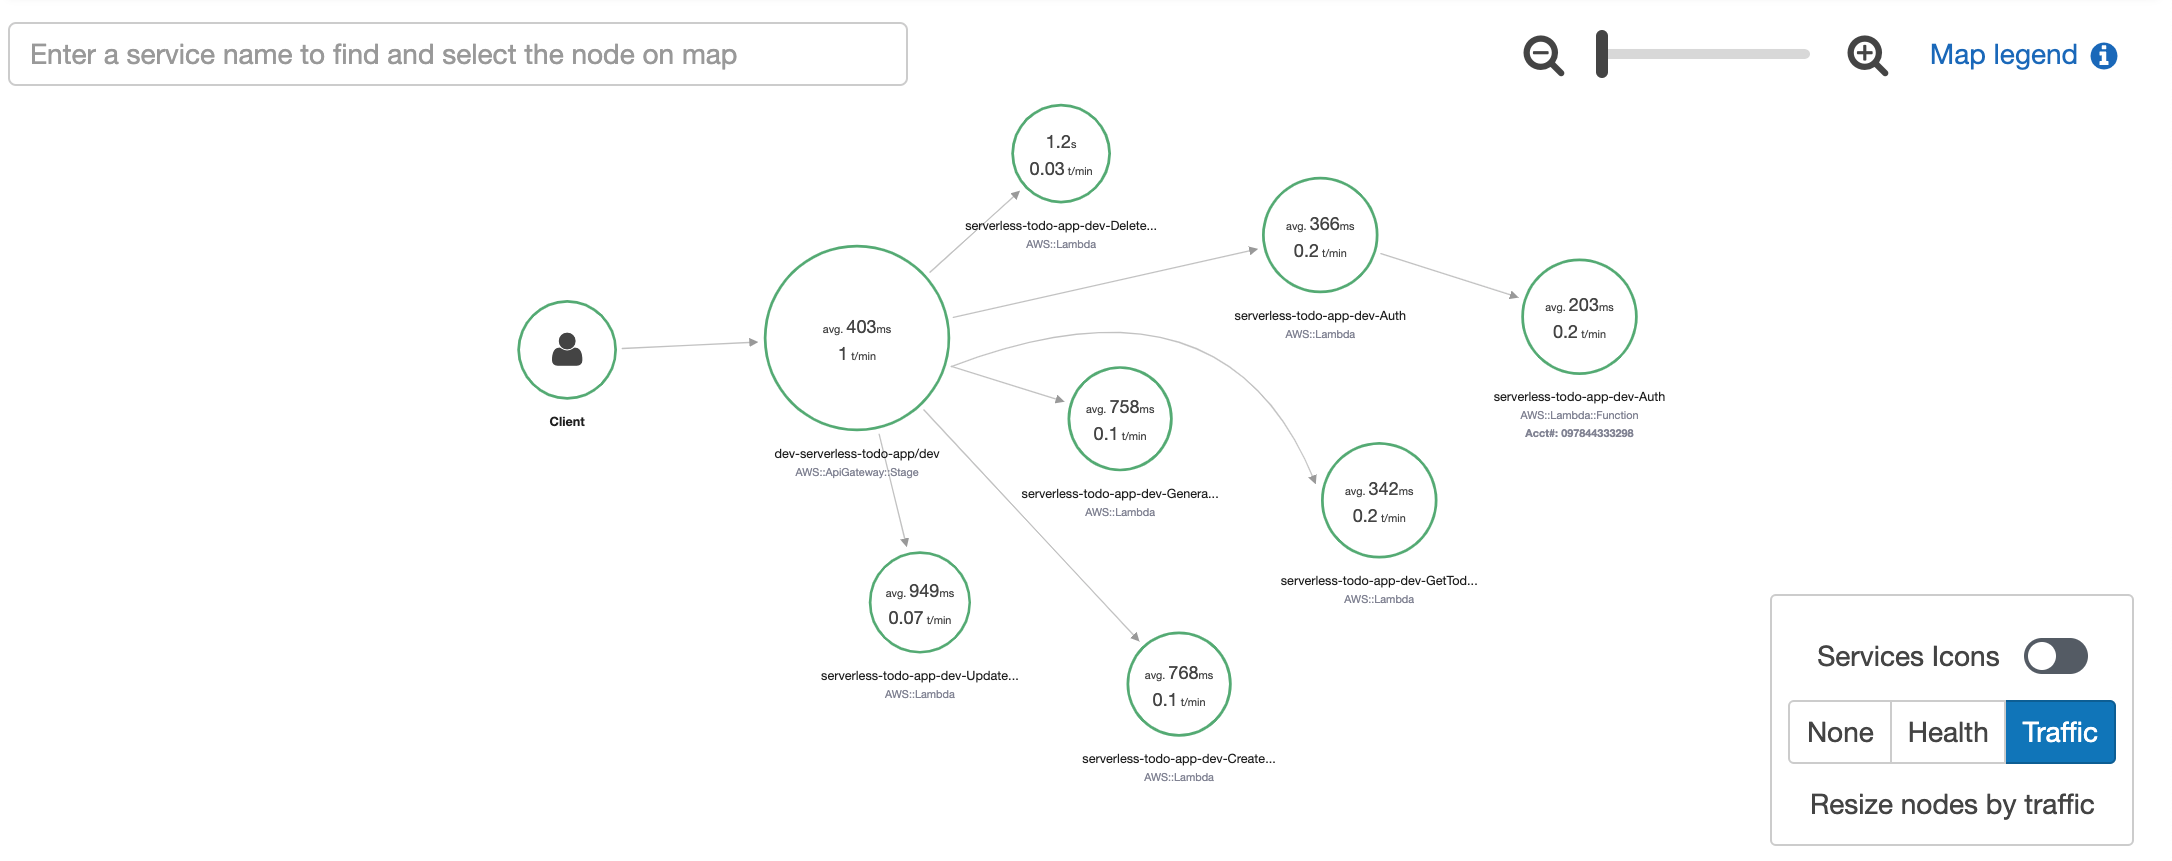 Enter a service name to find and select the node on map
Map legend
1.2s
0.03 t/min
serverless-todo-app-dev-Delete...
AWS::Lambda
avg. 366ms
0.2 t/min
serverless-todo-app-dev-Auth
AWS::Lambda
avg. 203ms
0.2 t/min
serverless-todo-app-dev-Auth
AWS::Lambda::Function
Acct#: 097844333298
Client
avg. 403ms
1 t/min
dev-serverless-todo-app/dev
AWS::ApiGateway::Stage
avg. 758ms
0.1 t/min
serverless-todo-app-dev-Genera...
AWS::Lambda
avg. 342ms
0.2 t/min
serverless-todo-app-dev-GetTod...
AWS::Lambda
avg. 949ms
0.07 t/min
serverless-todo-app-dev-Update...
AWS::Lambda
avg. 768ms
0.1 t/min
serverless-todo-app-dev-Create...
AWS::Lambda
Services Icons
None Health Traffic
Resize nodes by traffic